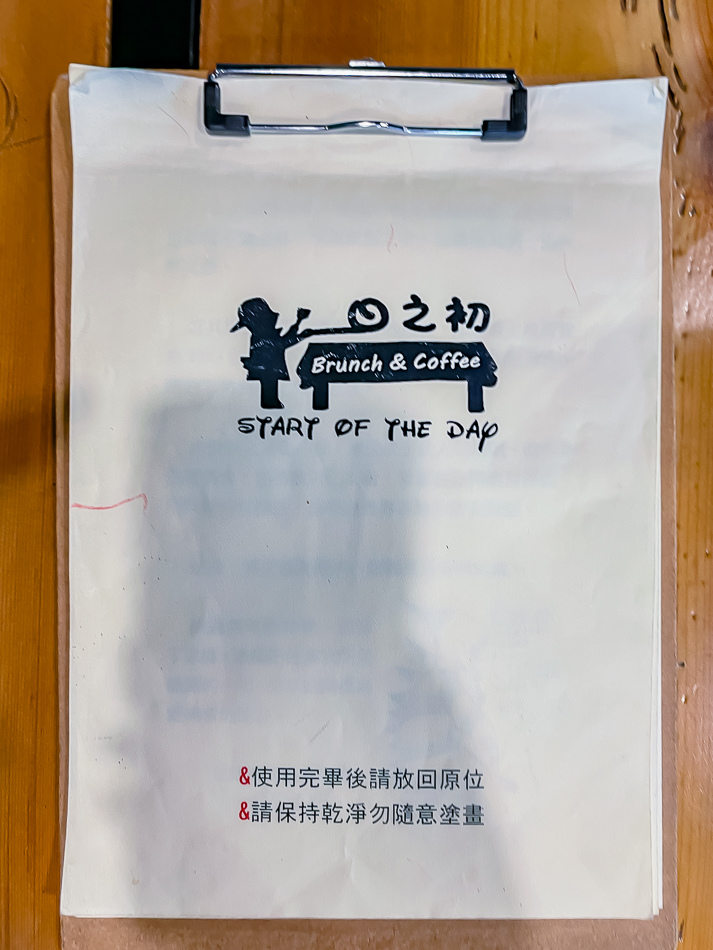 日之初
Brunch & Coffee
START OF THE DAY
&使用完畢後請放回原位
&請保持乾淨勿隨意塗畫